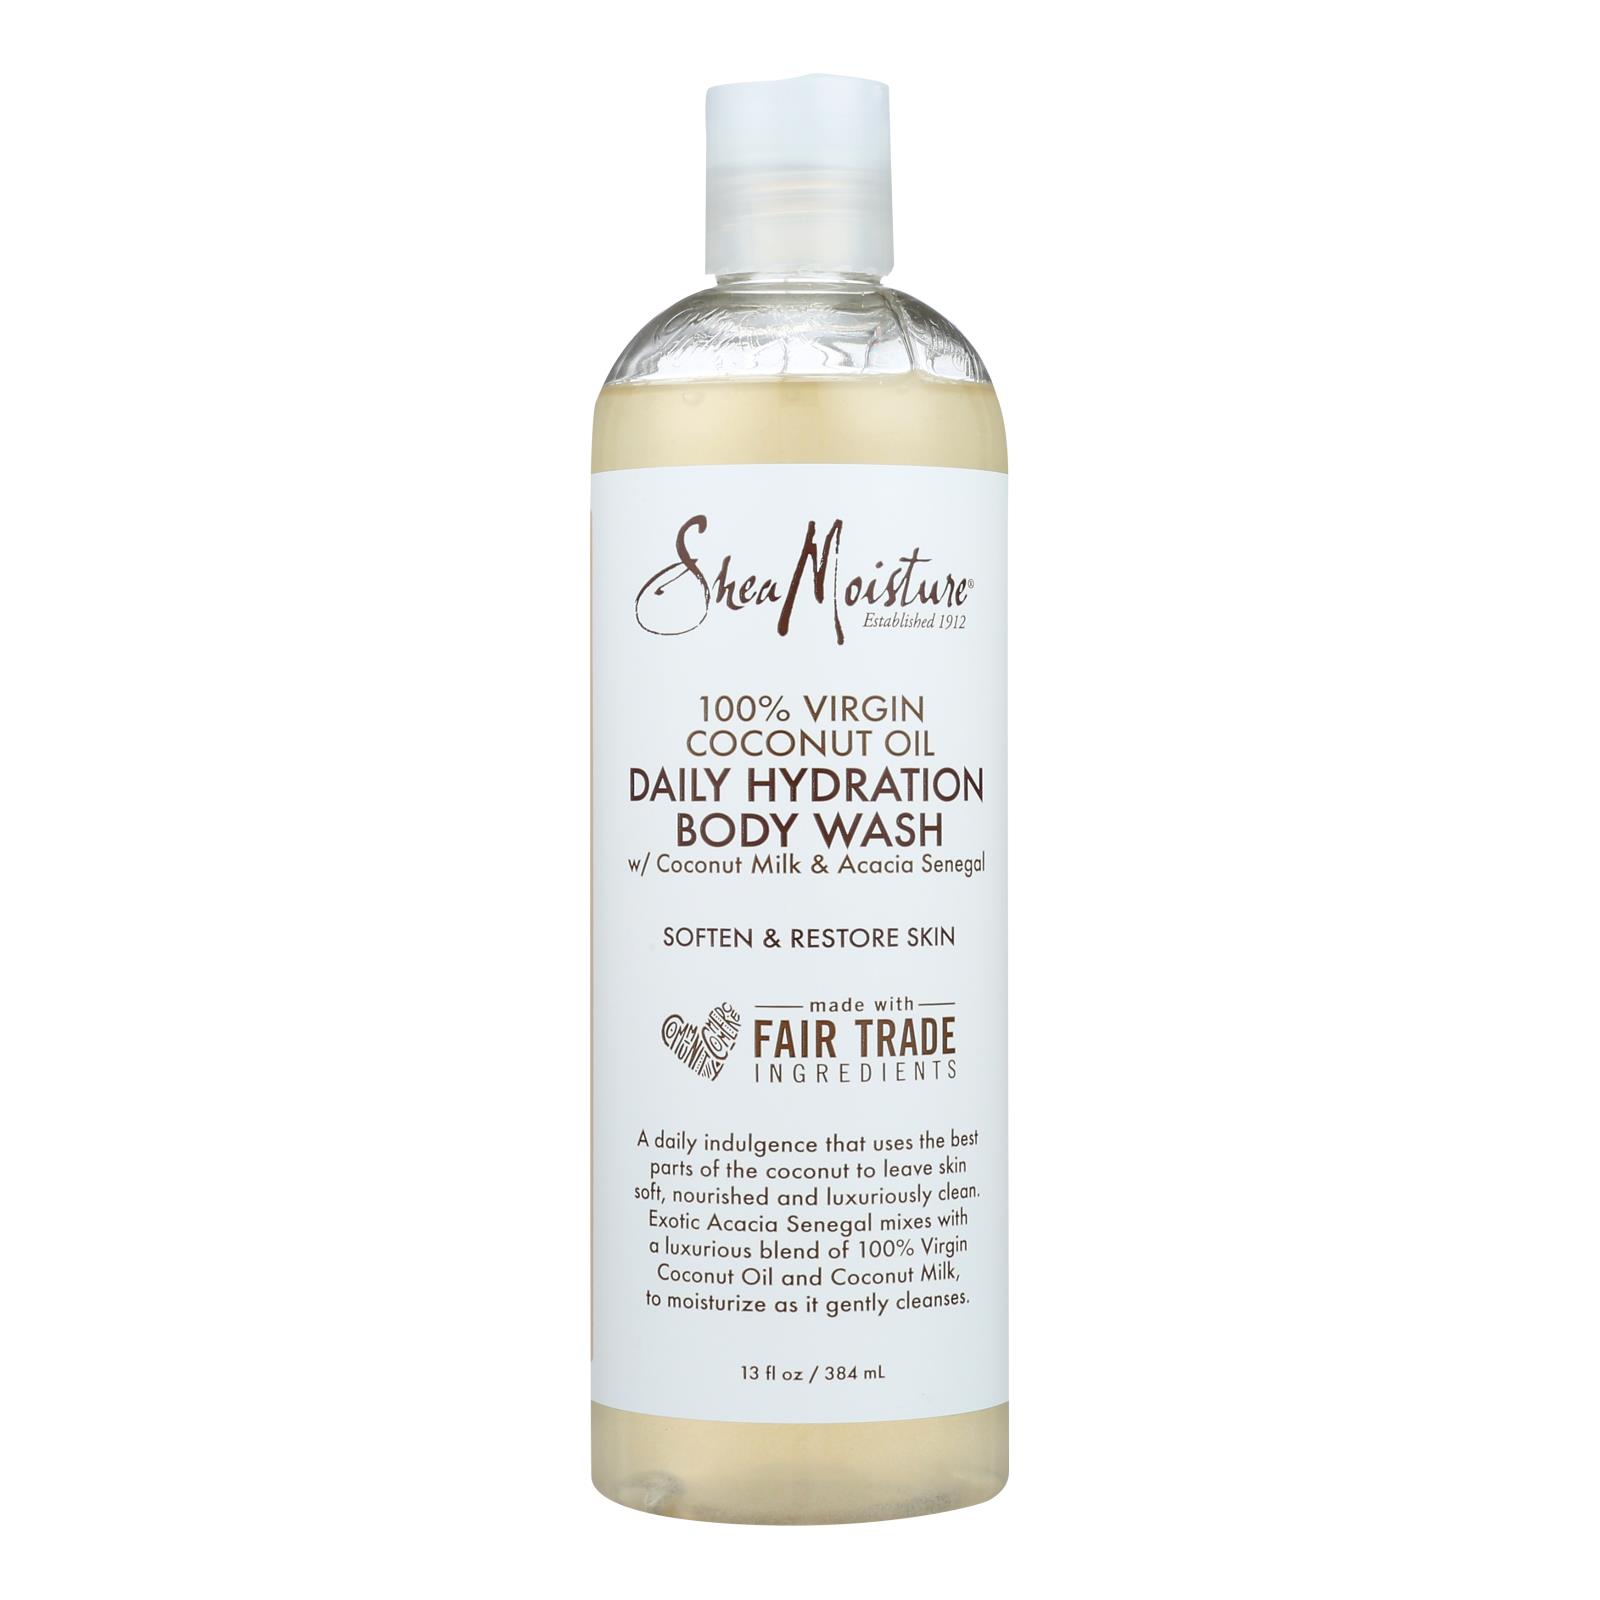 SheaMoisture®
Established 1912
100% VIRGIN
COCONUT OIL
DAILY HYDRATION
BODY WASH
w/ Coconut Milk & Acacia Senegal
SOFTEN & RESTORE SKIN
COMMUNITY COMMERCE
made with
FAIR TRADE
INGREDIENTS
A daily indulgence that uses the best
parts of the coconut to leave skin
soft, nourished and luxuriously clean.
Exotic Acacia Senegal mixes with
a luxurious blend of 100% Virgin
Coconut Oil and Coconut Milk,
to moisturize as it gently cleanses.
13 fl oz / 384 mL